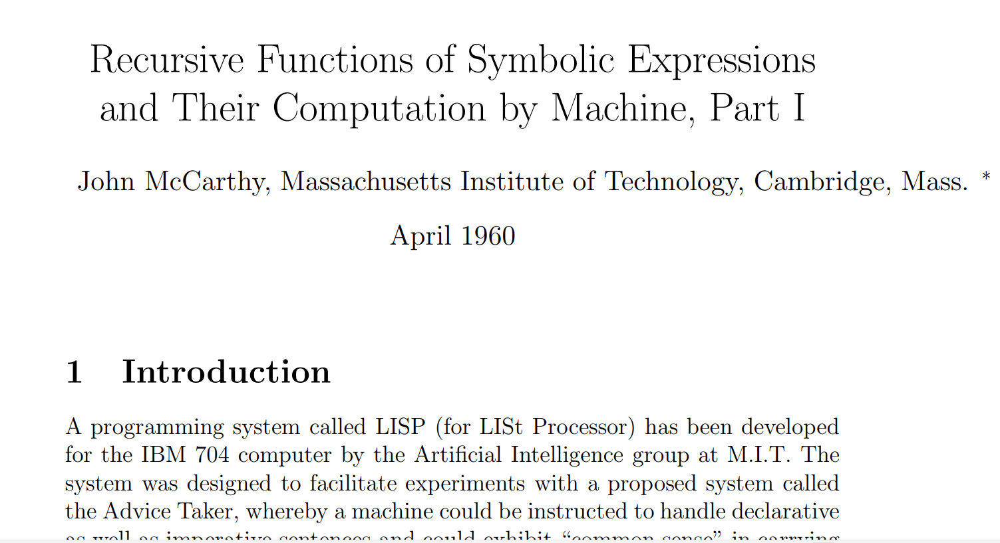 Recursive Functions of Symbolic Expressions
and Their Computation by Machine, Part I
John McCarthy, Massachusetts Institute of Technology, Cambridge, Mass. *
April 1960
1 Introduction
A programming system called LISP (for LISt Processor) has been developed
for the IBM 704 computer by the Artificial Intelligence group at M.I.T. The
system was designed to facilitate experiments with a proposed system called
the Advice Taker, whereby a machine could be instructed to handle declarative
as well as imperative sentences and could exhibit “common sense” in carrying